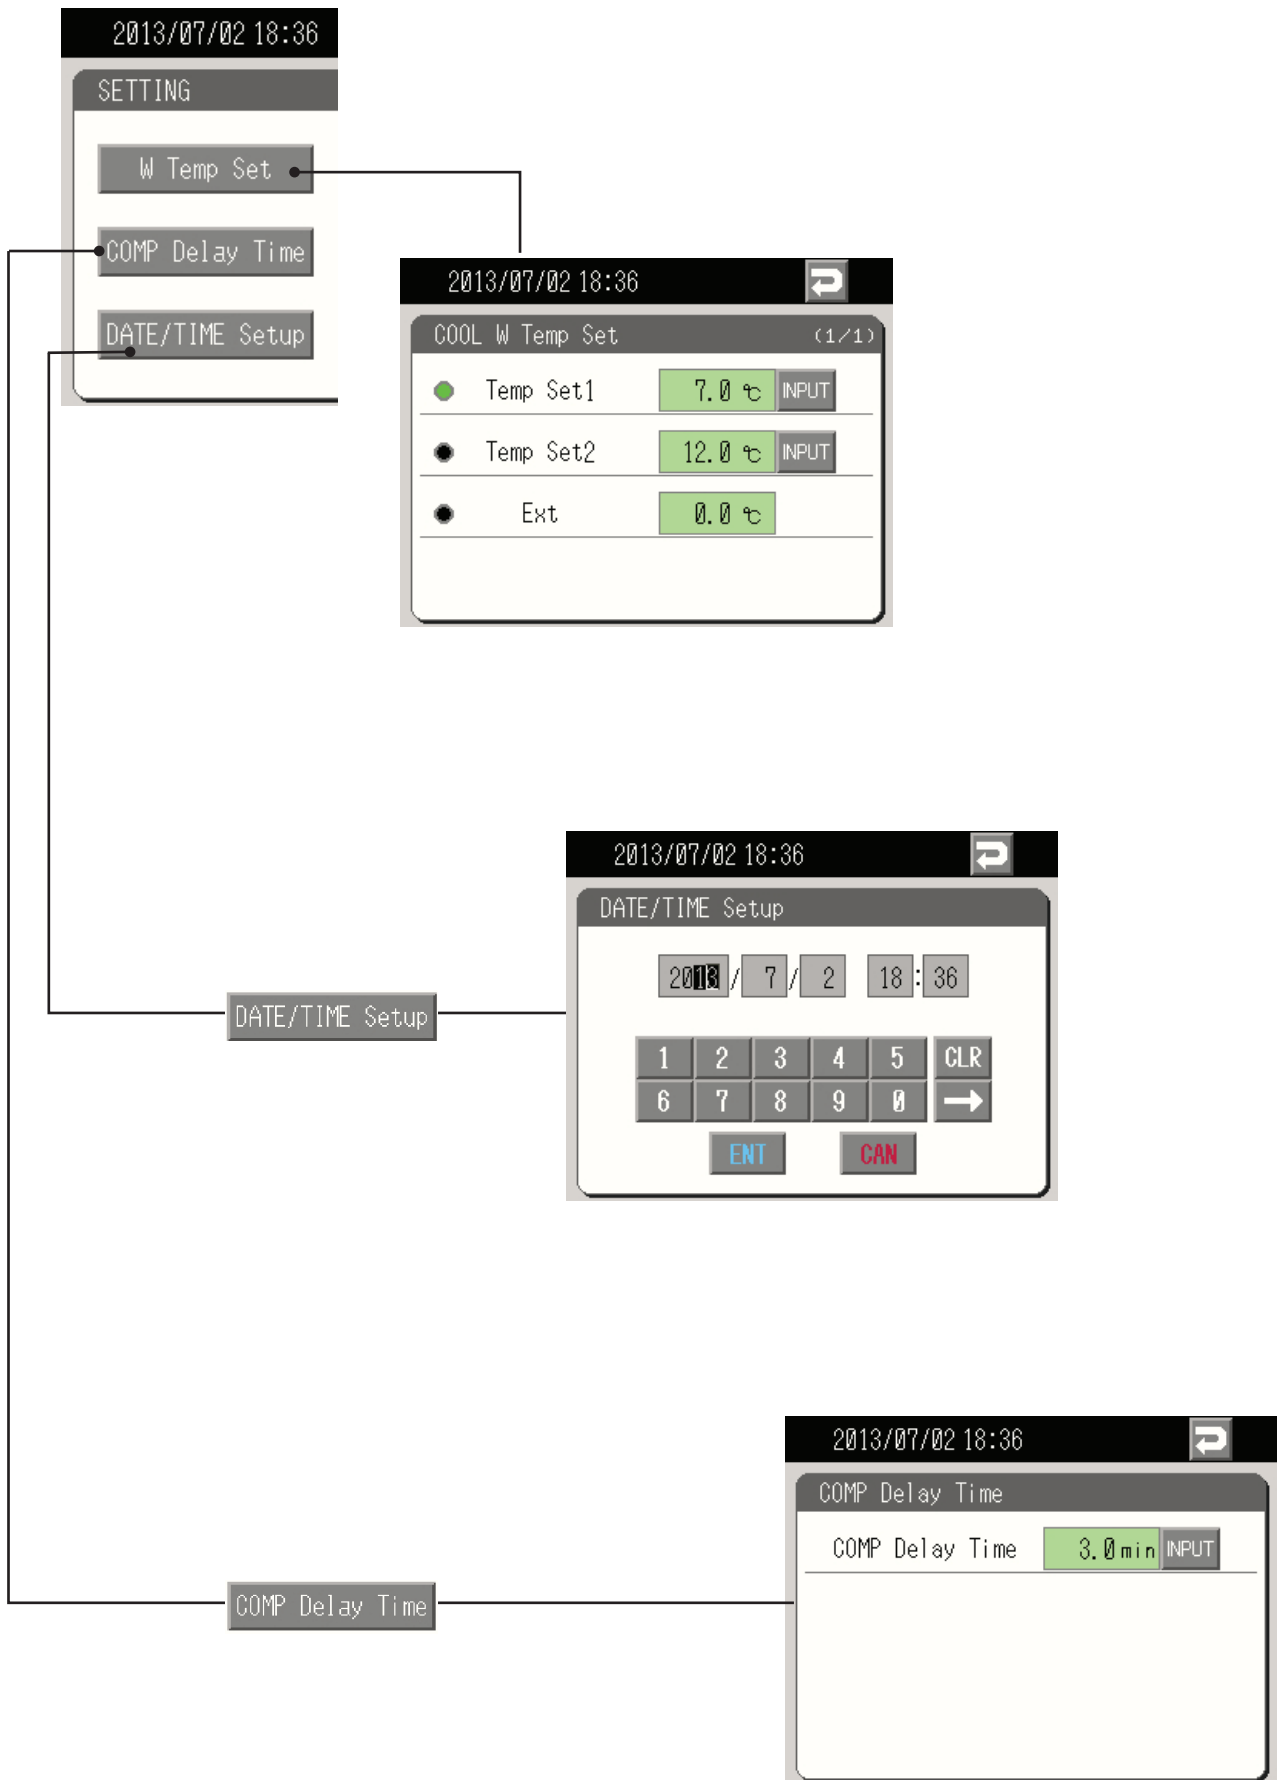 2013/07/02 18:36
SETTING
W Temp Set
COMP Delay Time
DATE/TIME Setup
2013/07/02 18:36
COOL W Temp Set (1/1)
Temp Set1 7.0 ℃ INPUT
Temp Set2 12.0 ℃ INPUT
Ext 0.0 ℃
2013/07/02 18:36
DATE/TIME Setup
2013 / 7 / 2 18 : 36
DATE/TIME Setup
1 2 3 4 5 CLR
6 7 8 9 0 →
ENT CAN
2013/07/02 18:36
COMP Delay Time
COMP Delay Time 3.0 min INPUT
COMP Delay Time